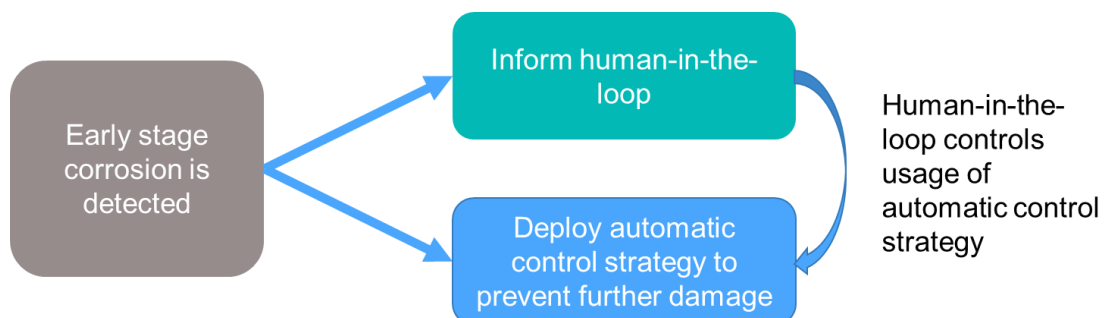 Early stage
corrosion is
detected
Inform human-in-the-
loop
Deploy automatic
control strategy to
prevent further damage
Human-in-the-
loop controls
usage of
automatic control
strategy